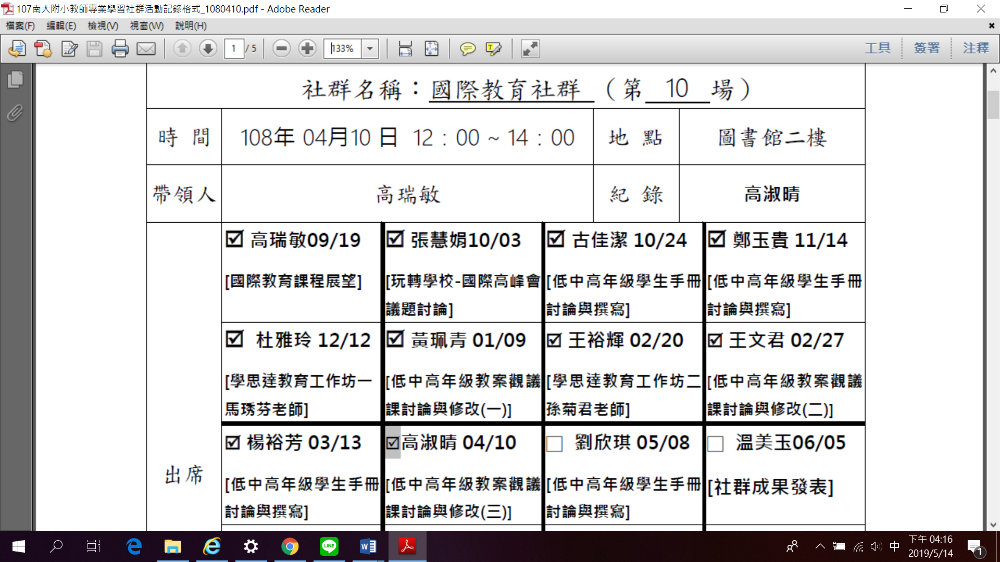 107南大附小教師專業學習社群活動記錄格式_1080410.pdf - Adobe Reader
檔案(F) 編輯(E) 檢視(V) 視窗(W) 說明(H)
1 / 5 133% 工具 簽署 注釋
社群名稱：國際教育社群（第 10 場）
時 間 108年 04月10 日 12：00 ~ 14：00 地 點 圖書館二樓
帶領人 高瑞敏 紀 錄 高淑晴
☑ 高瑞敏09/19 ☑ 張慧娟10/03 ☑ 古佳潔 10/24 ☑ 鄭玉貴 11/14
[國際教育課程展望] [玩轉學校-國際高峰會 [低中高年級學生手冊 [低中高年級學生手冊
議題討論] 討論與撰寫] 討論與撰寫]
☑ 杜雅玲 12/12 ☑ 黃珮青 01/09 ☑ 王裕輝 02/20 ☑ 王文君 02/27
[學思達教育工作坊一 [低中高年級教案觀議 [學思達教育工作坊二 [低中高年級教案觀議
馬琇芬老師] 課討論與修改(一)] 孫菊君老師] 課討論與修改(二)]
☑ 楊裕芳 03/13 ☑高淑晴 04/10 □ 劉欣琪 05/08 □ 溫美玉06/05
出席
[低中高年級學生手冊 [低中高年級教案觀議 [低中高年級學生手冊 [社群成果發表]
討論與撰寫] 課討論與修改(三)] 討論與撰寫]
LINE
中
下午 04:16
2019/5/14
1